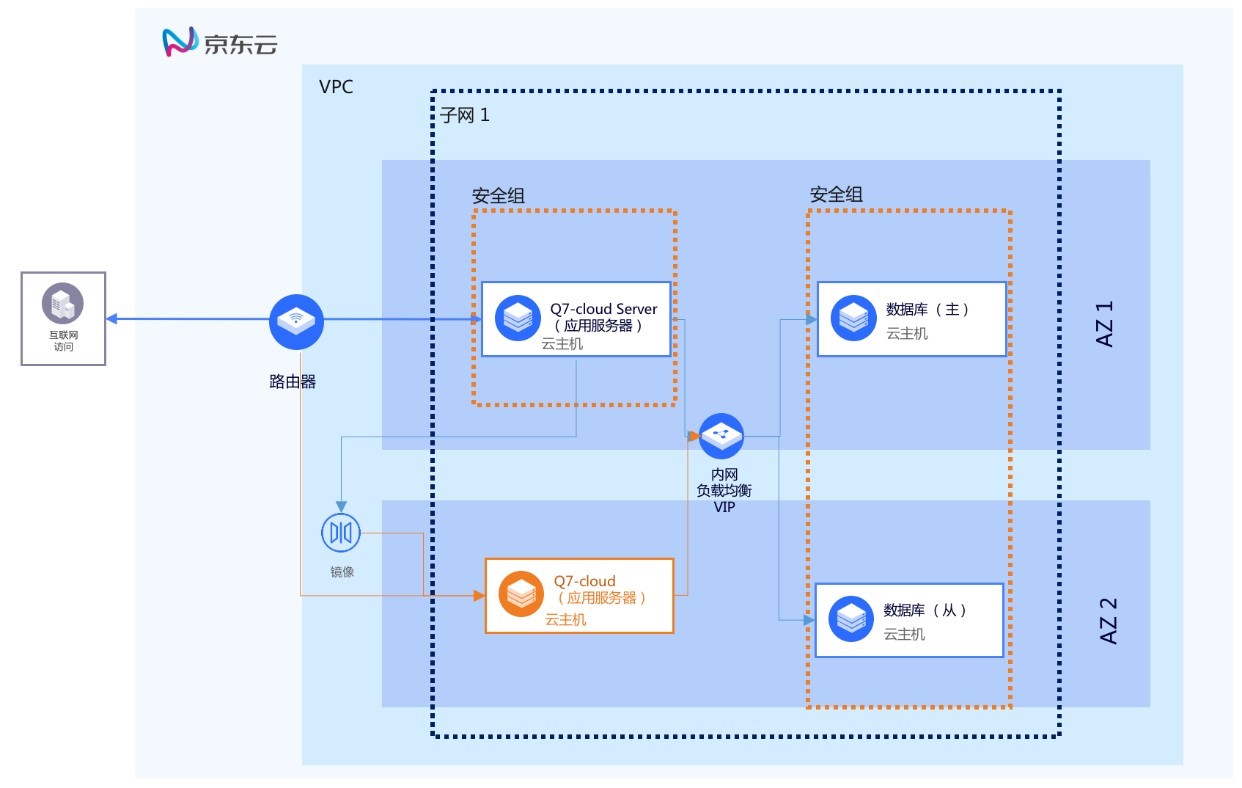 京东云
VPC
子网 1
安全组
安全组
互联网
访问
路由器
Q7-cloud Server
（应用服务器）
云主机
数据库（主）
云主机
AZ 1
内网
负载均衡
VIP
镜像
Q7-cloud
（应用服务器）
云主机
数据库（从）
云主机
AZ 2